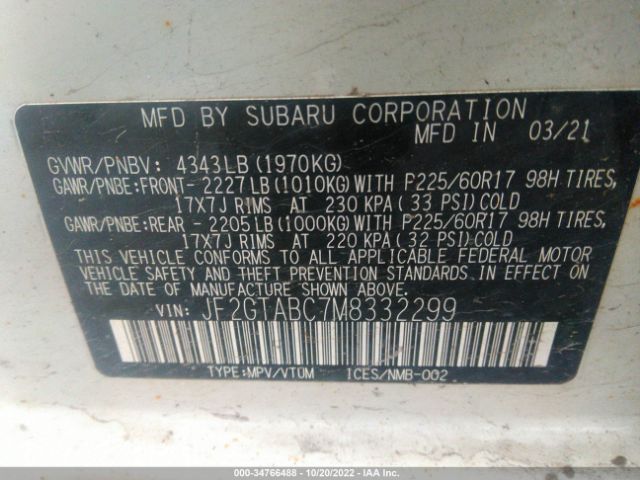 MFD BY SUBARU CORPORATION
MFD IN 03/21
GVWR/PNBV: 4343LB (1970KG)
GAWR/PNBE:FRONT- 2227LB (1010KG) WITH P225/60R17 98H TIRES,
17X7J RIMS AT 230 KPA( 33 PSI) COLD
GAWR/PNBE:REAR - 2205LB (1000KG) WITH P225/60R17 98H TIRES,
17X7J RIMS AT 220 KPA( 32 PSI) COLD
THIS VEHICLE CONFORMS TO ALL APPLICABLE FEDERAL MOTOR
VEHICLE SAFETY AND THEFT PREVENTION STANDARDS IN EFFECT ON
THE DATE OF MANUFACTURE SHOWN ABOVE.
VIN: JF2GTABC7M8332299
TYPE:MPV/VTUM 1CES/NMB-002
000-34766488 - 10/20/2022 - IAA Inc.